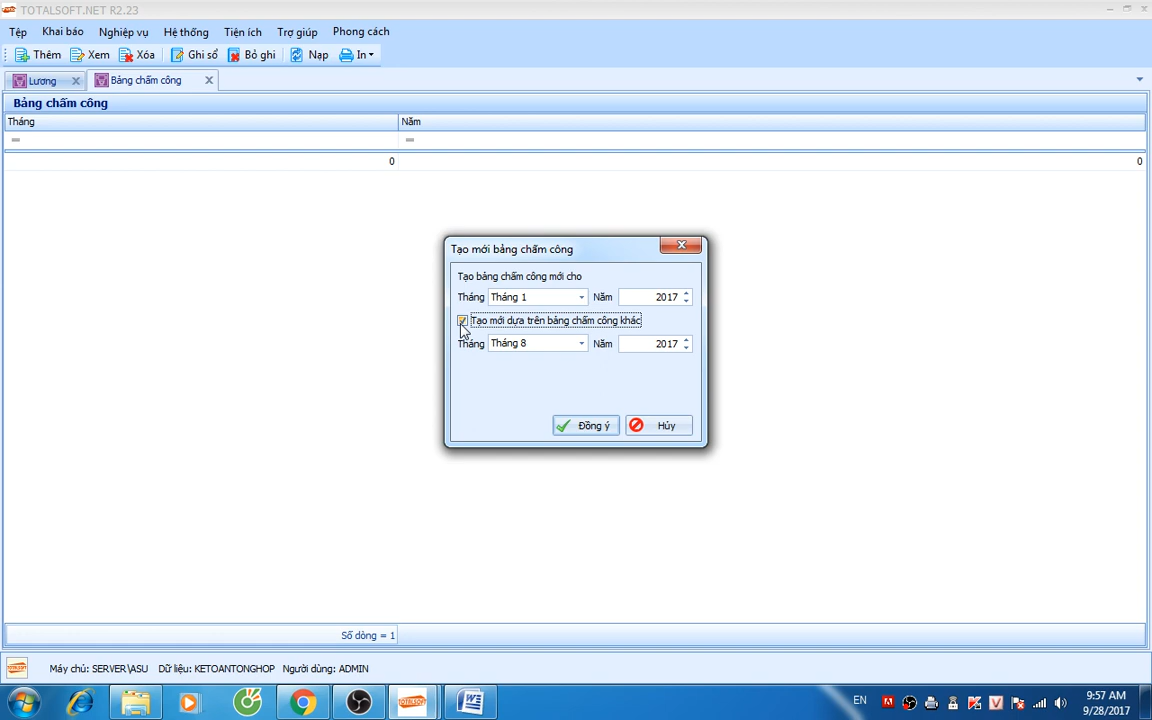 TOTALSOFT.NET R2.23
Tệp Khai báo Nghiệp vụ Hệ thống Tiện ích Trợ giúp Phong cách
Thêm Xem Xóa Ghi sổ Bỏ ghi Nạp In
Lương Bảng chấm công
Bảng chấm công
Tháng Năm
0 0
Tạo mới bảng chấm công
Tạo bảng chấm công mới cho
Tháng Tháng 1 Năm 2017
Tạo mới dựa trên bảng chấm công khác
Tháng Tháng 8 Năm 2017
Đồng ý Hủy
Số dòng = 1
Máy chủ: SERVER\ASU Dữ liệu: KETOANTONGHOP Người dùng: ADMIN
EN
9:57 AM
9/28/2017